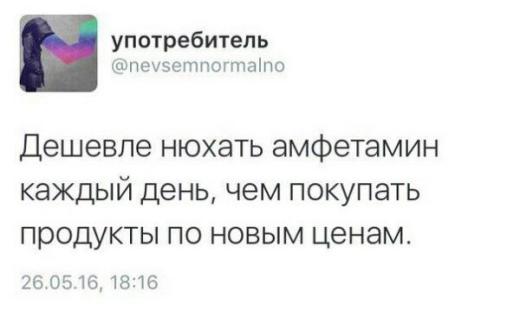 употребитель
@nevsemnormalno
Дешевле нюхать амфетамин
каждый день, чем покупать
продукты по новым ценам.
26.05.16, 18:16